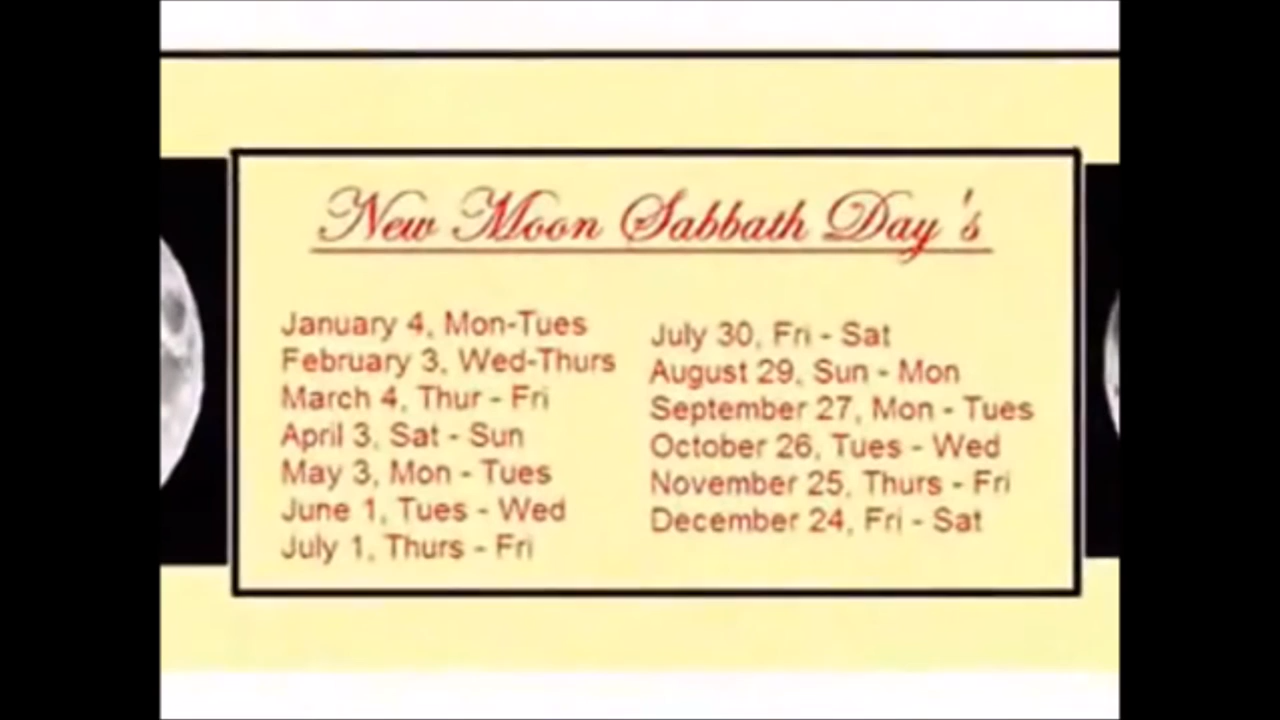 New Moon Sabbath Day's
January 4, Mon-Tues
February 3, Wed-Thurs
March 4, Thur - Fri
April 3, Sat - Sun
May 3, Mon - Tues
June 1, Tues - Wed
July 1, Thurs - Fri
July 30, Fri - Sat
August 29, Sun - Mon
September 27, Mon - Tues
October 26, Tues - Wed
November 25, Thurs - Fri
December 24, Fri - Sat